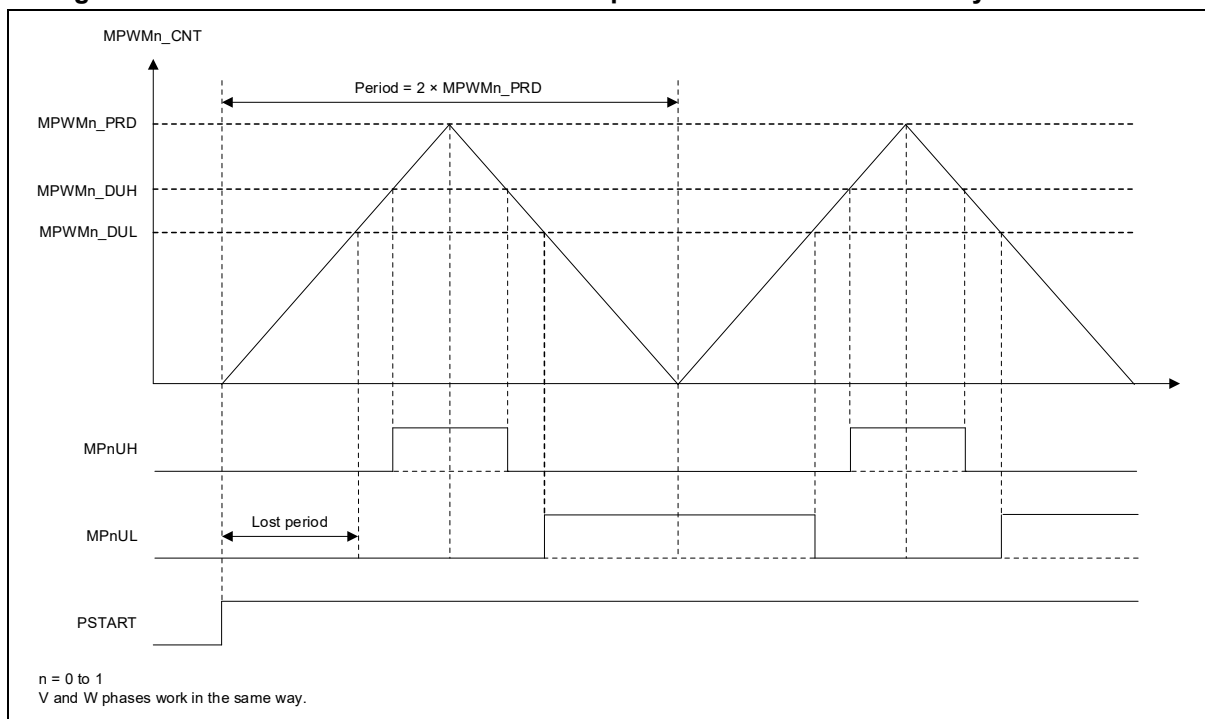 MPWMn_CNT
Period = 2 × MPWMn_PRD
MPWMn_PRD
MPWMn_DUH
MPWMn_DUL
MPnUH
Lost period
MPnUL
PSTART
n = 0 to 1
V and W phases work in the same way.